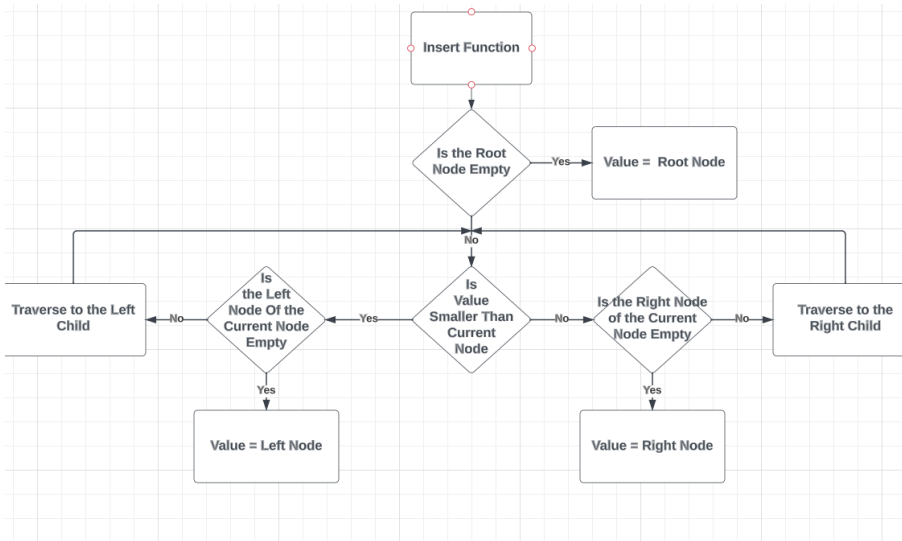 Insert Function
Is the Root
Node Empty
Yes
Value = Root Node
No
Is
the Left
Node Of the
Current Node
Empty
Is
Value
Smaller Than
Current
Node
Is the Right Node
of the Current
Node Empty
Traverse to the Left
Child
No
Yes
No
No
Traverse to the
Right Child
Yes
Yes
Value = Left Node
Value = Right Node